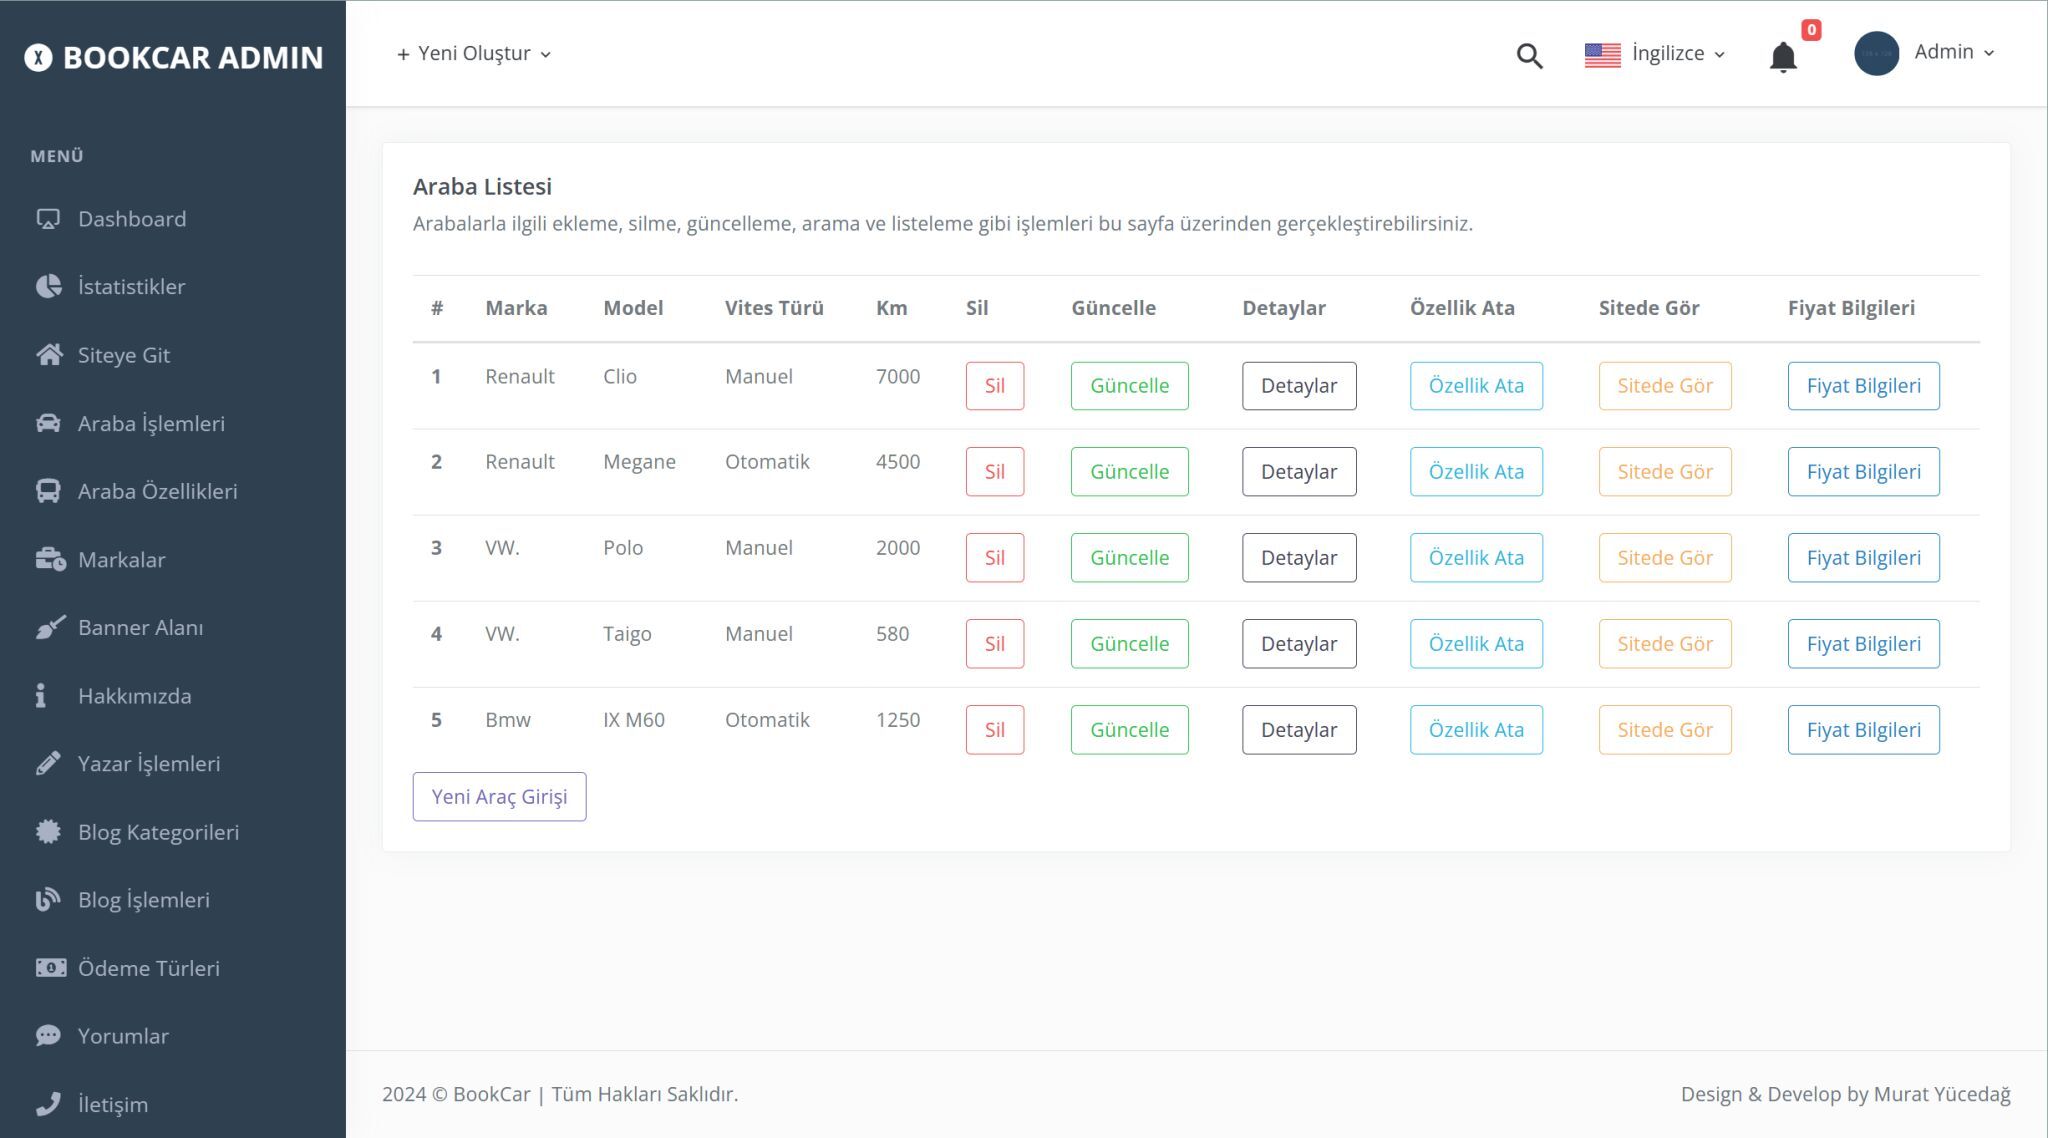 BOOKCAR ADMIN
+ Yeni Oluştur
İngilizce
0
Admin
MENÜ
Dashboard
İstatistikler
Siteye Git
Araba İşlemleri
Araba Özellikleri
Markalar
Banner Alanı
Hakkımızda
Yazar İşlemleri
Blog Kategorileri
Blog İşlemleri
Ödeme Türleri
Yorumlar
İletişim
Araba Listesi
Arabalarla ilgili ekleme, silme, güncelleme, arama ve listeleme gibi işlemleri bu sayfa üzerinden gerçekleştirebilirsiniz.
# Marka Model Vites Türü Km Sil Güncelle Detaylar Özellik Ata Sitede Gör Fiyat Bilgileri
1 Renault Clio Manuel 7000 Sil Güncelle Detaylar Özellik Ata Sitede Gör Fiyat Bilgileri
2 Renault Megane Otomatik 4500 Sil Güncelle Detaylar Özellik Ata Sitede Gör Fiyat Bilgileri
3 VW. Polo Manuel 2000 Sil Güncelle Detaylar Özellik Ata Sitede Gör Fiyat Bilgileri
4 VW. Taigo Manuel 580 Sil Güncelle Detaylar Özellik Ata Sitede Gör Fiyat Bilgileri
5 Bmw IX M60 Otomatik 1250 Sil Güncelle Detaylar Özellik Ata Sitede Gör Fiyat Bilgileri
Yeni Araç Girişi
2024 © BookCar | Tüm Hakları Saklıdır.
Design & Develop by Murat Yücedağ